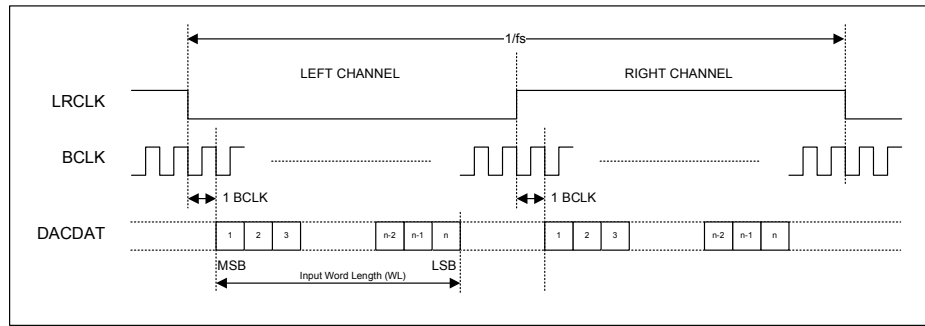 1/fs
LEFT CHANNEL RIGHT CHANNEL
LRCLK
BCLK
1 BCLK 1 BCLK
DACDAT 1 2 3 n-2 n-1 n 1 2 3 n-2 n-1 n
MSB Input Word Length (WL) LSB